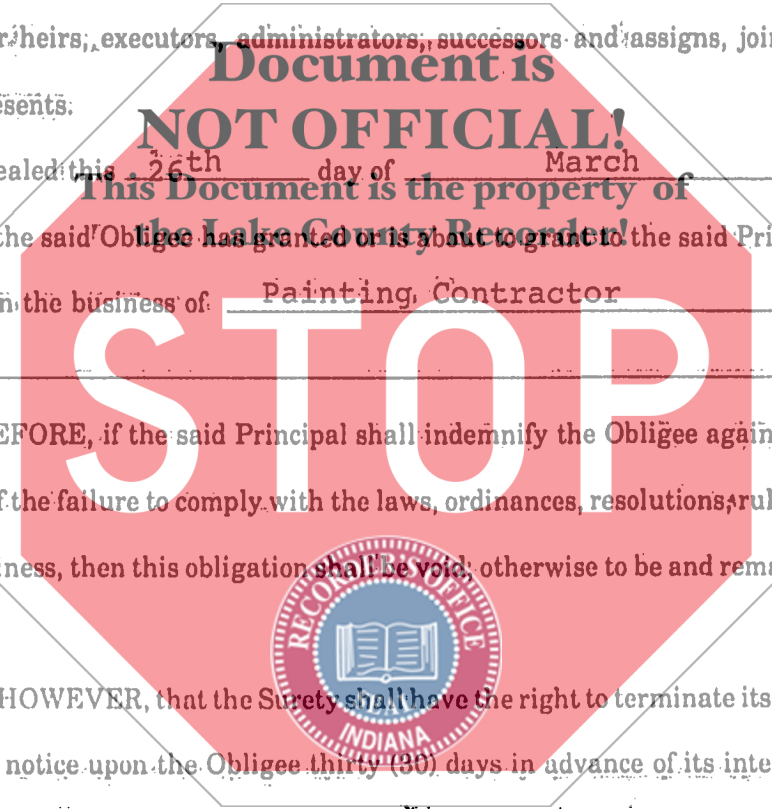 r heirs, executors, administrators, successors and assigns, join
Document is
esents.
NOT OFFICIAL!
ealed this 26th day of March
This Document is the property of
the Lake County Recorder!
the said Obligee has granted or is about to grant to the said Pri
n the business of Painting Contractor
STOP
EFORE, if the said Principal shall indemnify the Obligee again
f the failure to comply with the laws, ordinances, resolutions, rul
iness, then this obligation shall be void, otherwise to be and rema
RECORDER'S OFFICE
HOWEVER, that the Surety shall have the right to terminate its
INDIANA
notice upon the Obligee thirty (30) days in advance of its inte